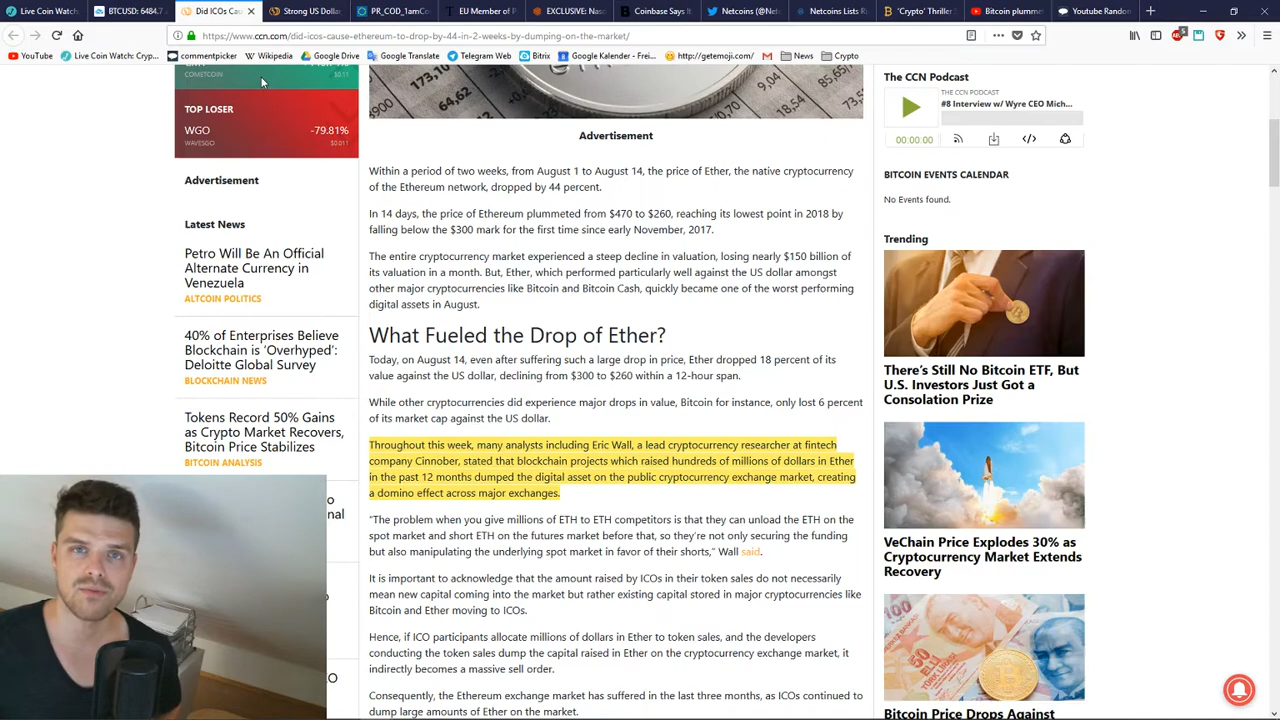 Live Coin Watch: Cry
BTCUSD: 6484.7
Did ICOs Cau
Strong US Dollar
PR_COD_1amCo
EU Member of P
EXCLUSIVE: Nas
Coinbase Says It
Netcoins (@Net
Netcoins Lists Ri
'Crypto' Thriller
Bitcoin plumme
YouTube Rando
https://www.ccn.com/did-icos-cause-ethereum-to-drop-by-44-in-2-weeks-by-dumping-on-the-market/
YouTube
Live Coin Watch: Cryp...
commentpicker
Wikipedia
Google Drive
Google Translate
Telegram Web
Bitrix
Google Kalender - Frei...
http://getemoji.com/
News
Crypto
COMETCOIN
$0.11
TOP LOSER
WGO
-79.81%
WAVESGO
$0.011
Advertisement
Latest News
Petro Will Be An Official
Alternate Currency in
Venezuela
ALTCOIN POLITICS
40% of Enterprises Believe
Blockchain is 'Overhyped':
Deloitte Global Survey
BLOCKCHAIN NEWS
Tokens Record 50% Gains
as Crypto Market Recovers,
Bitcoin Price Stabilizes
BITCOIN ANALYSIS
173,10
64,62
9,04
18,54
7,85
Advertisement
Within a period of two weeks, from August 1 to August 14, the price of Ether, the native cryptocurrency
of the Ethereum network, dropped by 44 percent.
In 14 days, the price of Ethereum plummeted from $470 to $260, reaching its lowest point in 2018 by
falling below the $300 mark for the first time since early November, 2017.
The entire cryptocurrency market experienced a steep decline in valuation, losing nearly $150 billion of
its valuation in a month. But, Ether, which performed particularly well against the US dollar amongst
other major cryptocurrencies like Bitcoin and Bitcoin Cash, quickly became one of the worst performing
digital assets in August.
What Fueled the Drop of Ether?
Today, on August 14, even after suffering such a large drop in price, Ether dropped 18 percent of its
value against the US dollar, declining from $300 to $260 within a 12-hour span.
While other cryptocurrencies did experience major drops in value, Bitcoin for instance, only lost 6 percent
of its market cap against the US dollar.
Throughout this week, many analysts including Eric Wall, a lead cryptocurrency researcher at fintech
company Cinnober, stated that blockchain projects which raised hundreds of millions of dollars in Ether
in the past 12 months dumped the digital asset on the public cryptocurrency exchange market, creating
a domino effect across major exchanges.
"The problem when you give millions of ETH to ETH competitors is that they can unload the ETH on the
spot market and short ETH on the futures market before that, so they're not only securing the funding
but also manipulating the underlying spot market in favor of their shorts," Wall said.
It is important to acknowledge that the amount raised by ICOs in their token sales do not necessarily
mean new capital coming into the market but rather existing capital stored in major cryptocurrencies like
Bitcoin and Ether moving to ICOs.
Hence, if ICO participants allocate millions of dollars in Ether to token sales, and the developers
conducting the token sales dump the capital raised in Ether on the cryptocurrency exchange market, it
indirectly becomes a massive sell order.
Consequently, the Ethereum exchange market has suffered in the last three months, as ICOs continued to
dump large amounts of Ether on the market.
The CCN Podcast
THE CCN PODCAST
#8 Interview w/ Wyre CEO Mich...
00:00:00
BITCOIN EVENTS CALENDAR
No Events found.
Trending
There's Still No Bitcoin ETF, But
U.S. Investors Just Got a
Consolation Prize
VeChain Price Explodes 30% as
Cryptocurrency Market Extends
Recovery
Bitcoin Price Drops Against